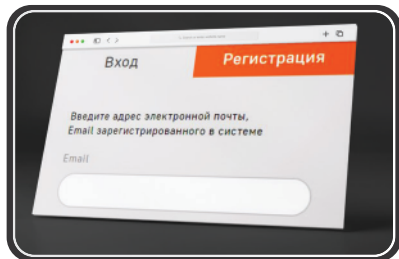 Вход
Регистрация
Введите адрес электронной почты,
Email зарегистрированного в системе
Email